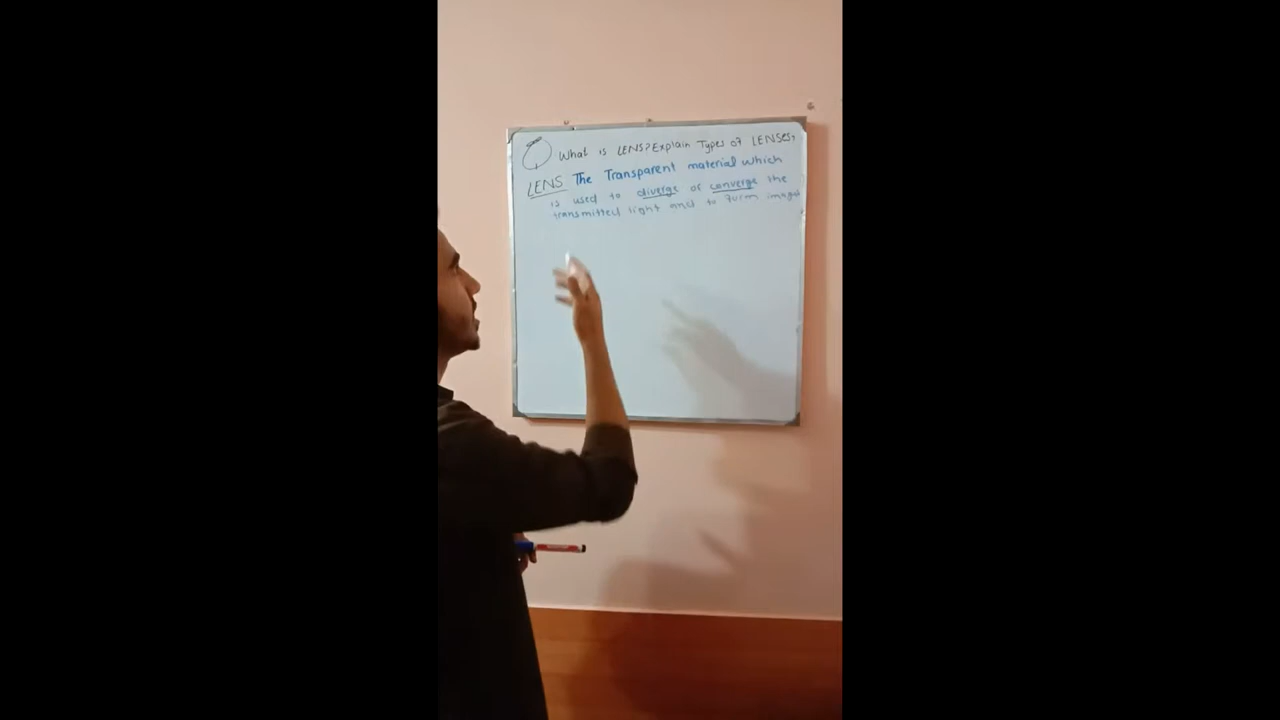 Q What is LENS? Explain Types of LENSES?
LENS The Transparent material which
is used to diverge or converge the
transmitted light and to form images